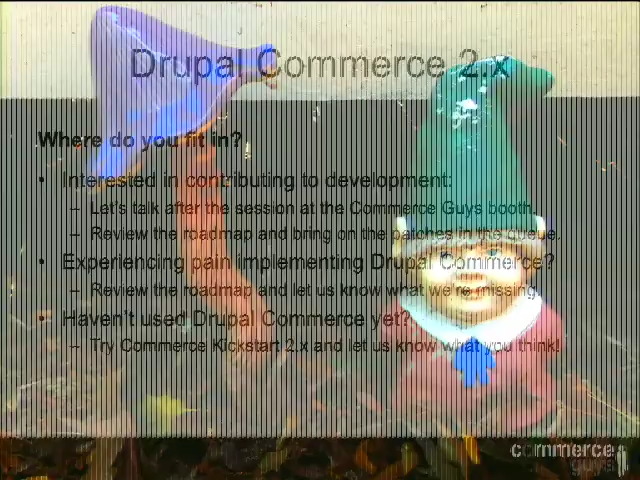 Drupal Commerce 2.x
Where do you fit in?
• Interested in contributing to development:
– Let's talk after the session at the Commerce Guys booth.
– Review the roadmap and bring on the patches in the queue.
• Experiencing pain implementing Drupal Commerce?
– Review the roadmap and let us know what we're missing.
• Haven't used Drupal Commerce yet?
– Try Commerce Kickstart 2.x and let us know what you think!
commerce
guys